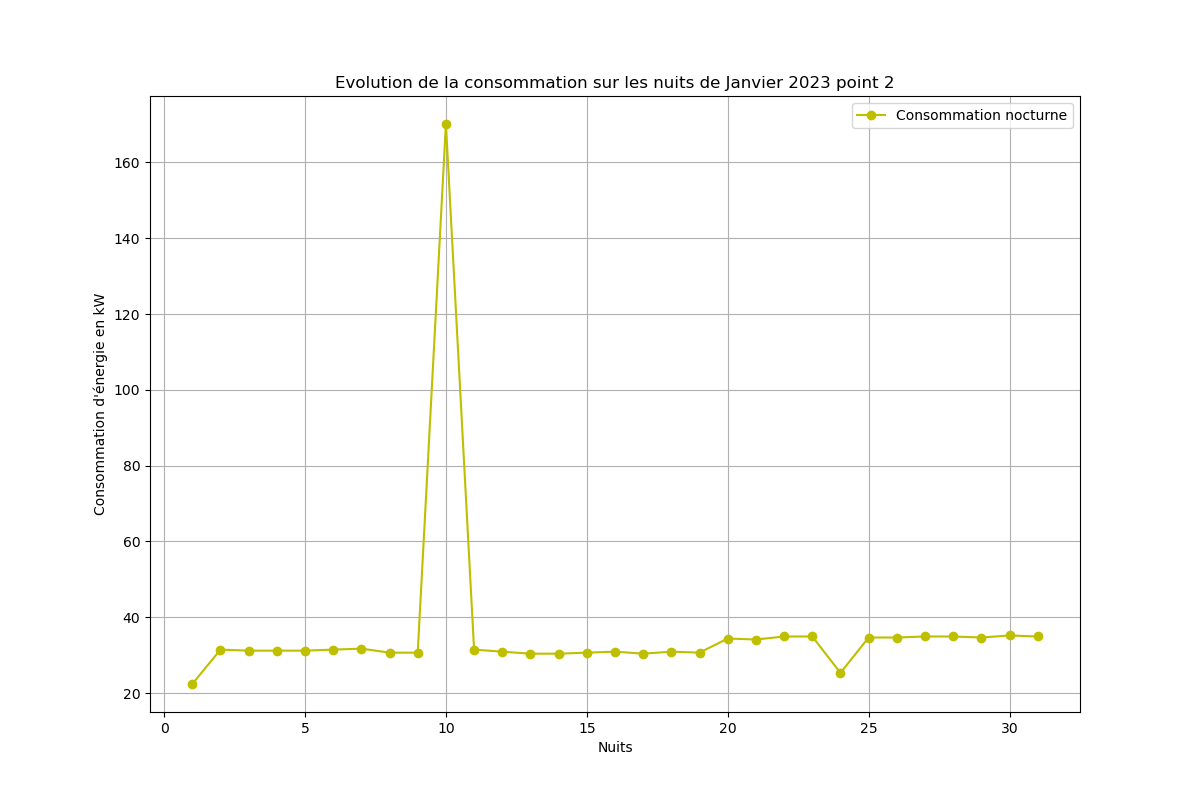 Evolution de la consommation sur les nuits de Janvier 2023 point 2
Consommation nocturne
Consommation d'énergie en kW
160
140
120
100
80
60
40
20
0 5 10 15 20 25 30
Nuits